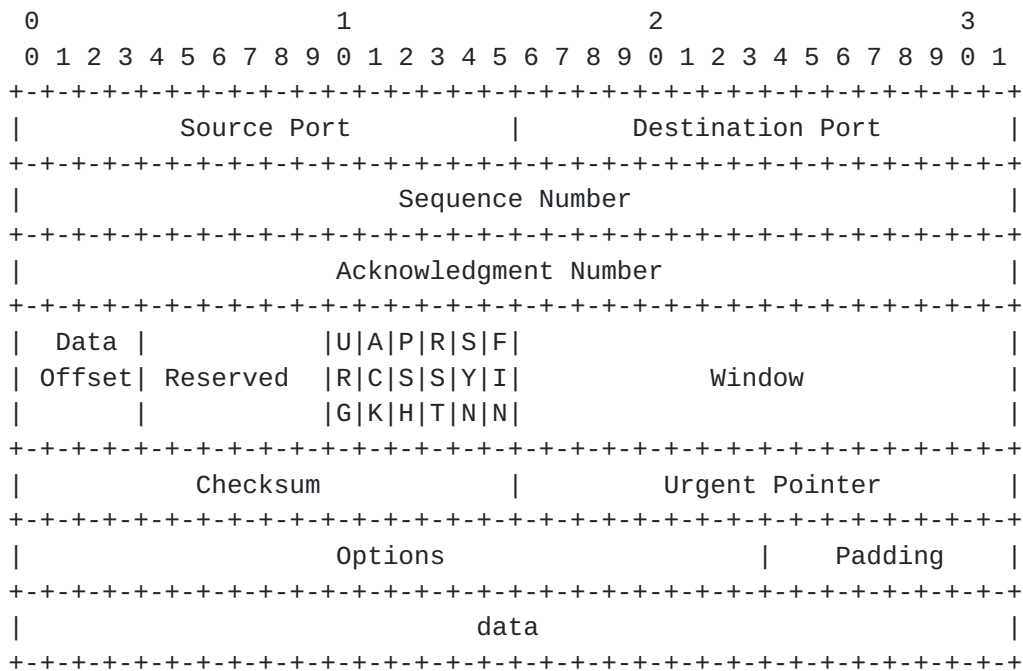 0                   1                   2                   3
 0 1 2 3 4 5 6 7 8 9 0 1 2 3 4 5 6 7 8 9 0 1 2 3 4 5 6 7 8 9 0 1
+-+-+-+-+-+-+-+-+-+-+-+-+-+-+-+-+-+-+-+-+-+-+-+-+-+-+-+-+-+-+-+-+
|          Source Port          |       Destination Port        |
+-+-+-+-+-+-+-+-+-+-+-+-+-+-+-+-+-+-+-+-+-+-+-+-+-+-+-+-+-+-+-+-+
|                        Sequence Number                        |
+-+-+-+-+-+-+-+-+-+-+-+-+-+-+-+-+-+-+-+-+-+-+-+-+-+-+-+-+-+-+-+-+
|                    Acknowledgment Number                      |
+-+-+-+-+-+-+-+-+-+-+-+-+-+-+-+-+-+-+-+-+-+-+-+-+-+-+-+-+-+-+-+-+
|  Data |           |U|A|P|R|S|F|                               |
| Offset| Reserved  |R|C|S|S|Y|I|            Window             |
|       |           |G|K|H|T|N|N|                               |
+-+-+-+-+-+-+-+-+-+-+-+-+-+-+-+-+-+-+-+-+-+-+-+-+-+-+-+-+-+-+-+-+
|           Checksum            |         Urgent Pointer        |
+-+-+-+-+-+-+-+-+-+-+-+-+-+-+-+-+-+-+-+-+-+-+-+-+-+-+-+-+-+-+-+-+
|                    Options                    |    Padding    |
+-+-+-+-+-+-+-+-+-+-+-+-+-+-+-+-+-+-+-+-+-+-+-+-+-+-+-+-+-+-+-+-+
|                             data                              |
+-+-+-+-+-+-+-+-+-+-+-+-+-+-+-+-+-+-+-+-+-+-+-+-+-+-+-+-+-+-+-+-+